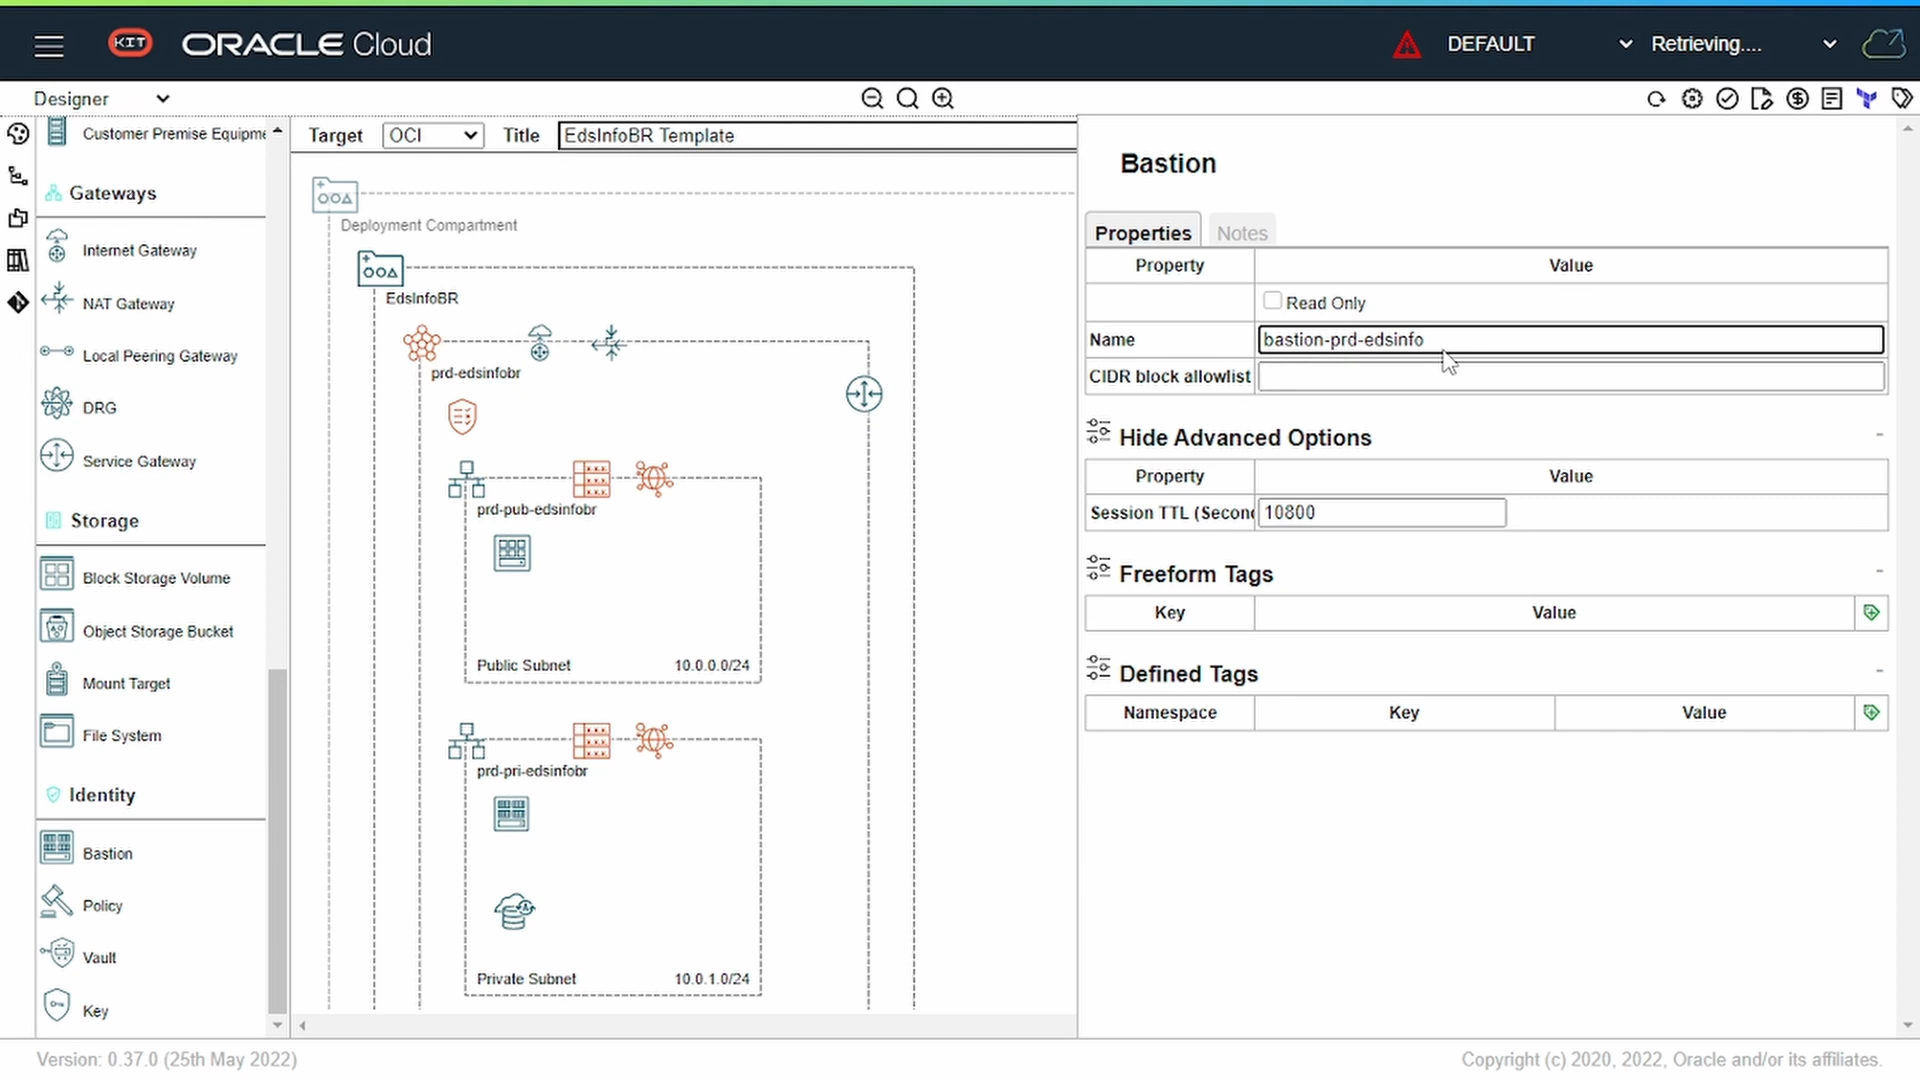 KIT
ORACLE Cloud
DEFAULT
Retrieving....
Designer
Customer Premise Equipme
Gateways
Internet Gateway
NAT Gateway
Local Peering Gateway
DRG
Service Gateway
Storage
Block Storage Volume
Object Storage Bucket
Mount Target
File System
Identity
Bastion
Policy
Vault
Key
Target
OCI
Title
EdsInfoBR Template
Deployment Compartment
EdsInfoBR
prd-edsinfobr
prd-pub-edsinfobr
Public Subnet
10.0.0.0/24
prd-pri-edsinfobr
Private Subnet
10.0.1.0/24
Bastion
Properties
Notes
Property
Value
Read Only
Name
bastion-prd-edsinfo
CIDR block allowlist
Hide Advanced Options
-
Property
Value
Session TTL (Secon
10800
Freeform Tags
-
Key
Value
Defined Tags
-
Namespace
Key
Value
Version: 0.37.0 (25th May 2022)
Copyright (c) 2020, 2022, Oracle and/or its affiliates.